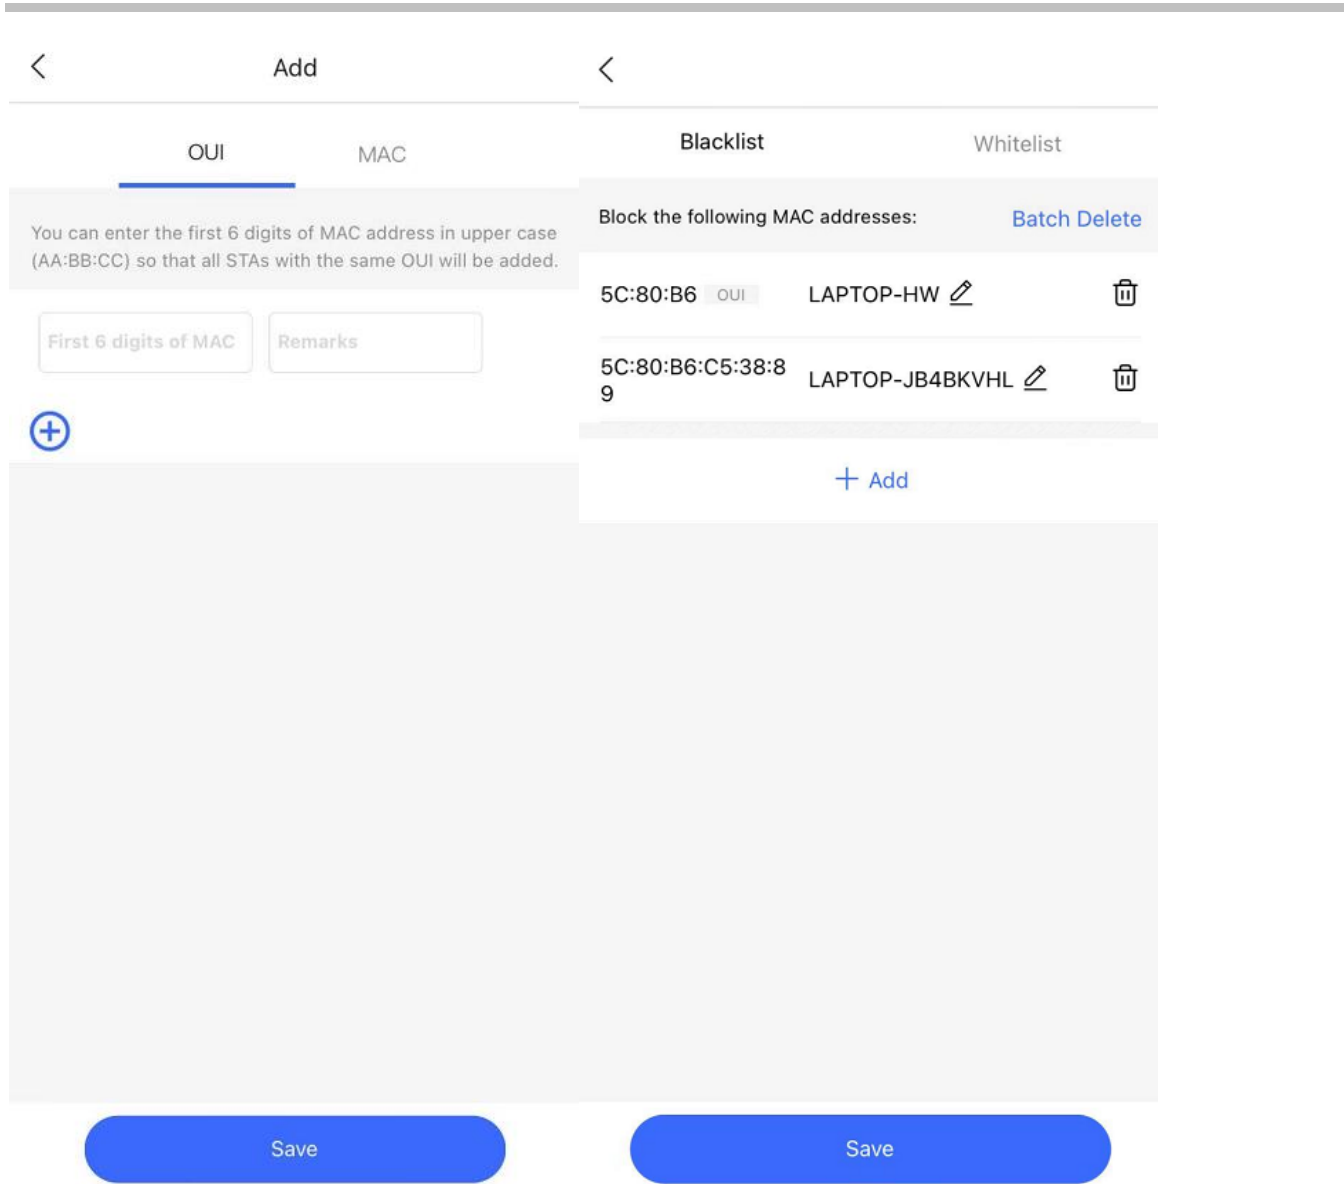 Add
OUI
MAC
You can enter the first 6 digits of MAC address in upper case
(AA:BB:CC) so that all STAs with the same OUI will be added.
First 6 digits of MAC
Remarks
Save
Blacklist
Whitelist
Block the following MAC addresses:
Batch Delete
5C:80:B6 OUI LAPTOP-HW
5C:80:B6:C5:38:8
9
LAPTOP-JB4BKVHL
Add
Save